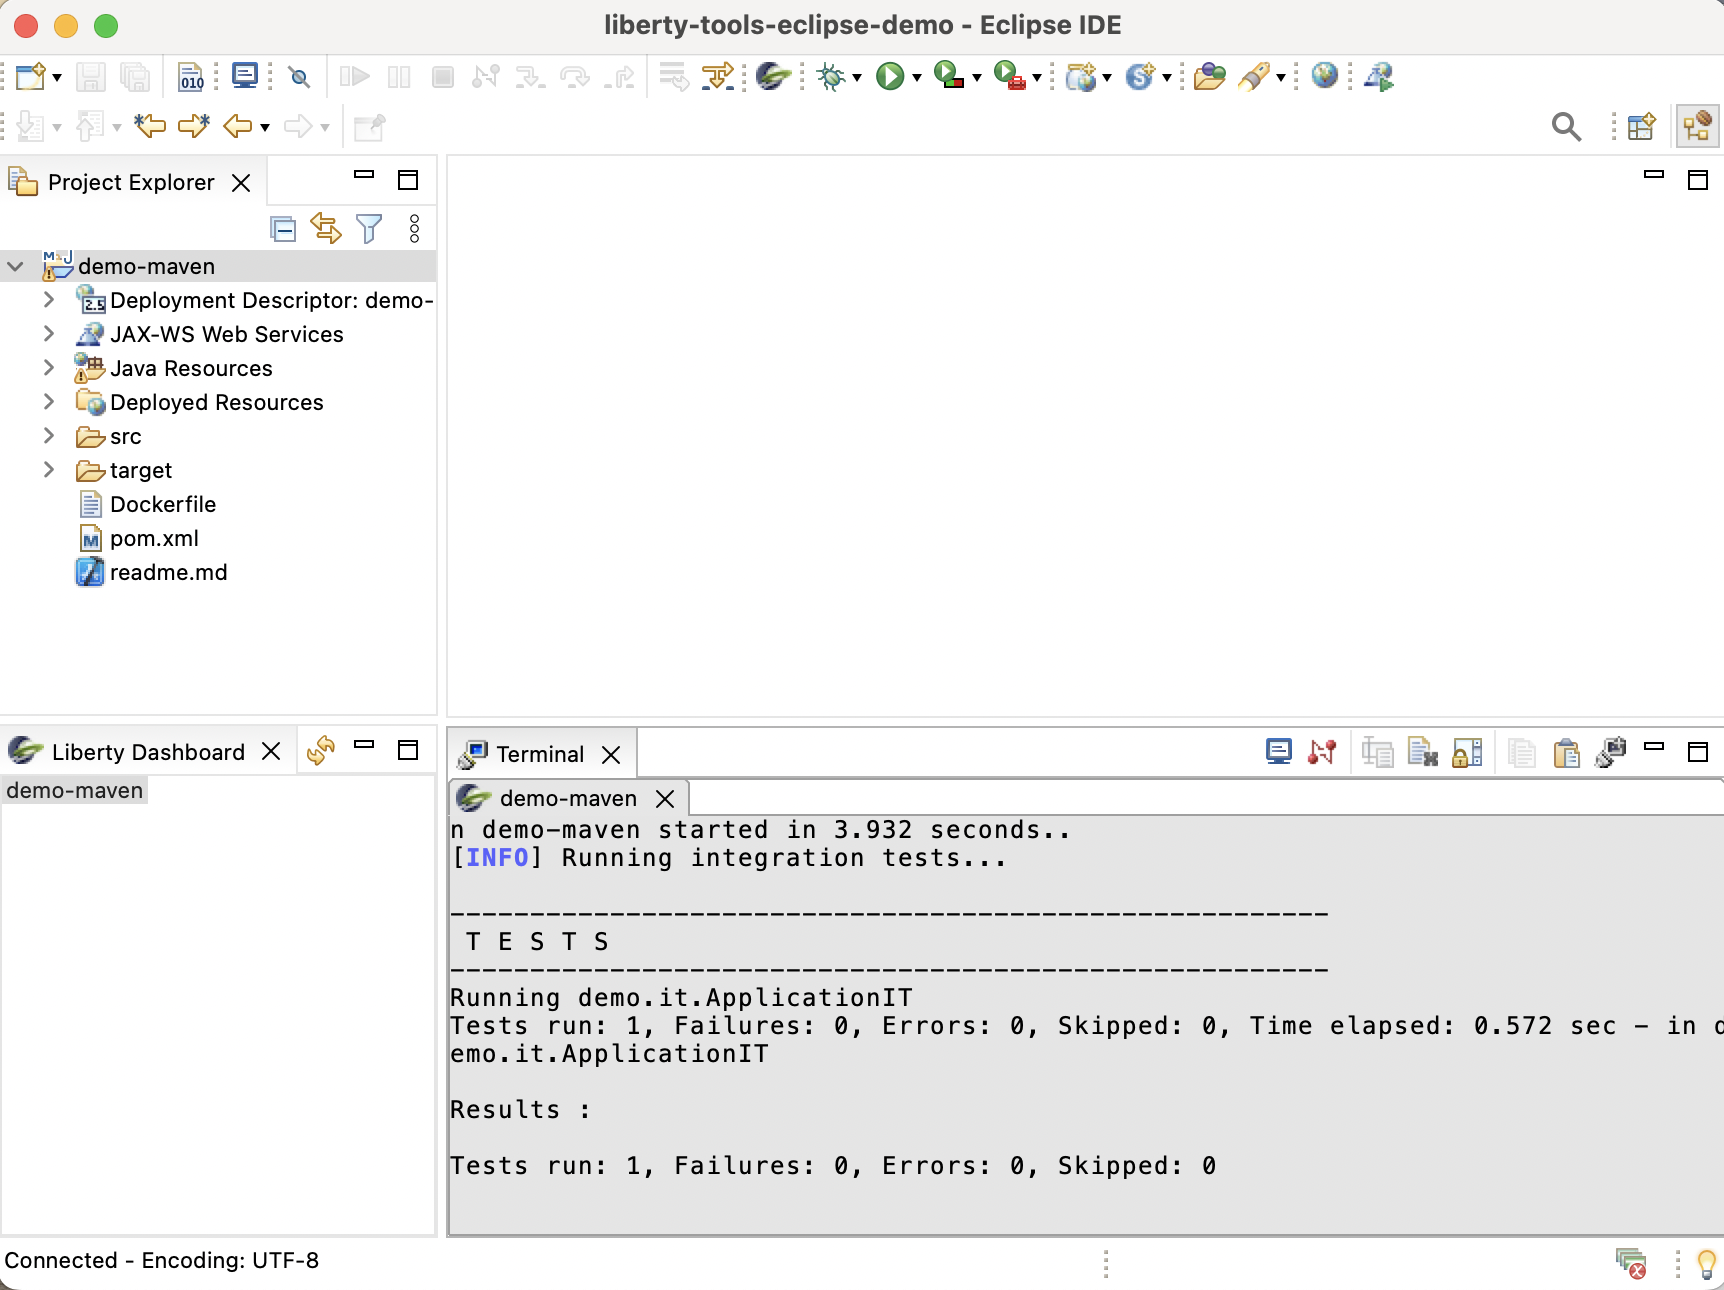 liberty-tools-eclipse-demo - Eclipse IDE
010
Project Explorer
demo-maven
Deployment Descriptor: demo-
JAX-WS Web Services
Java Resources
Deployed Resources
src
target
Dockerfile
pom.xml
readme.md
Liberty Dashboard
demo-maven
Terminal
demo-maven
n demo-maven started in 3.932 seconds..
[INFO] Running integration tests...
-------------------------------------------------------
T E S T S
-------------------------------------------------------
Running demo.it.ApplicationIT
Tests run: 1, Failures: 0, Errors: 0, Skipped: 0, Time elapsed: 0.572 sec - in d
emo.it.ApplicationIT
Results :
Tests run: 1, Failures: 0, Errors: 0, Skipped: 0
Connected - Encoding: UTF-8